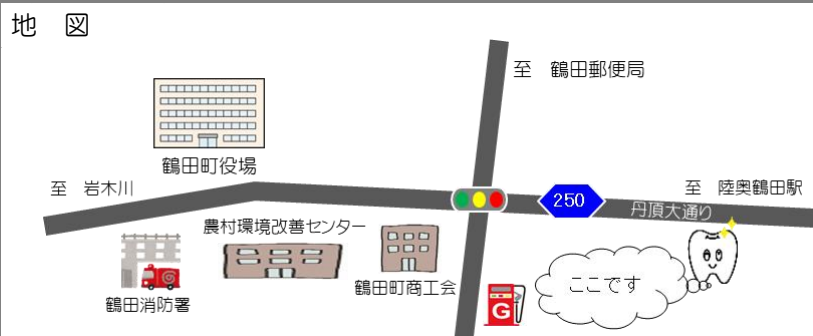 地 図
至 鶴田郵便局
鶴田町役場
至 岩木川
250
至 陸奥鶴田駅
丹頂大通り
農村環境改善センター
鶴田消防署
鶴田町商工会
G
ここです